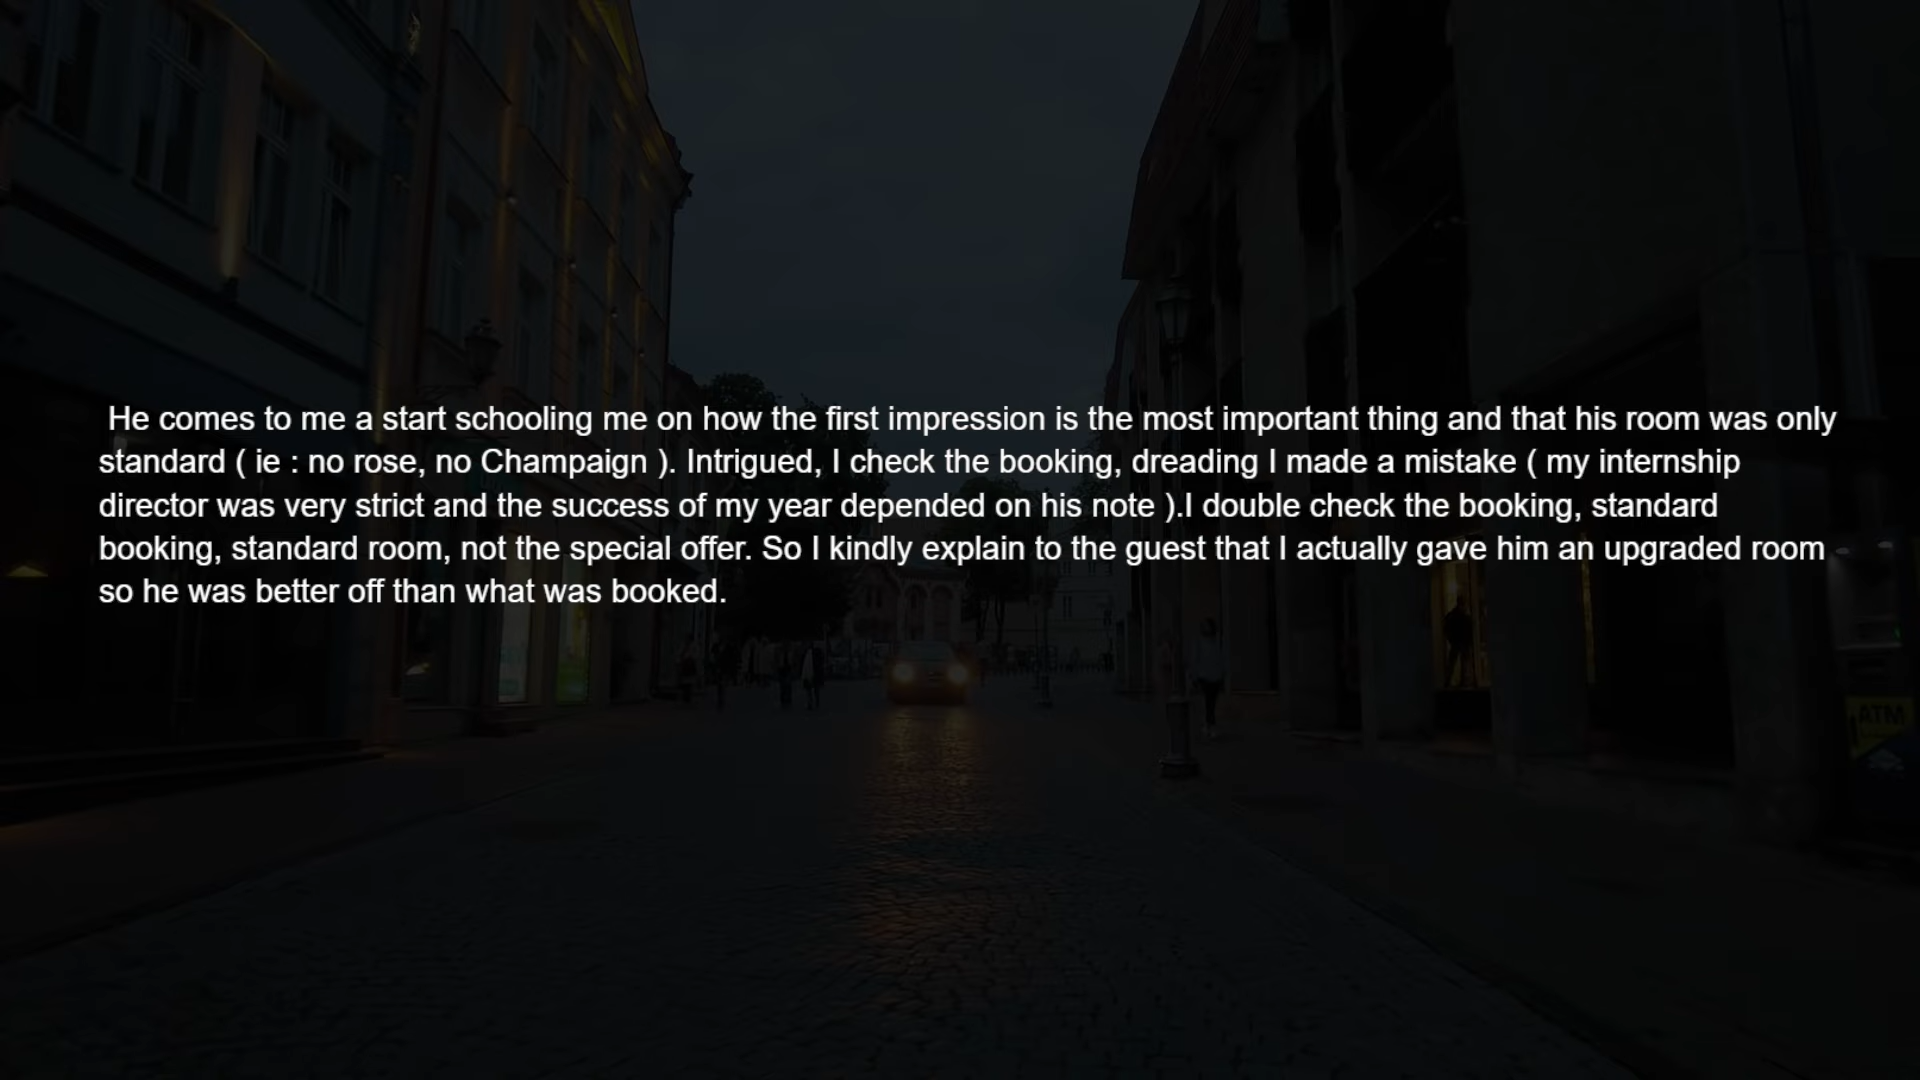 He comes to me a start schooling me on how the first impression is the most important thing and that his room was only
standard ( ie : no rose, no Champaign ). Intrigued, I check the booking, dreading I made a mistake ( my internship
director was very strict and the success of my year depended on his note ).I double check the booking, standard
booking, standard room, not the special offer. So I kindly explain to the guest that I actually gave him an upgraded room
so he was better off than what was booked.
ATM